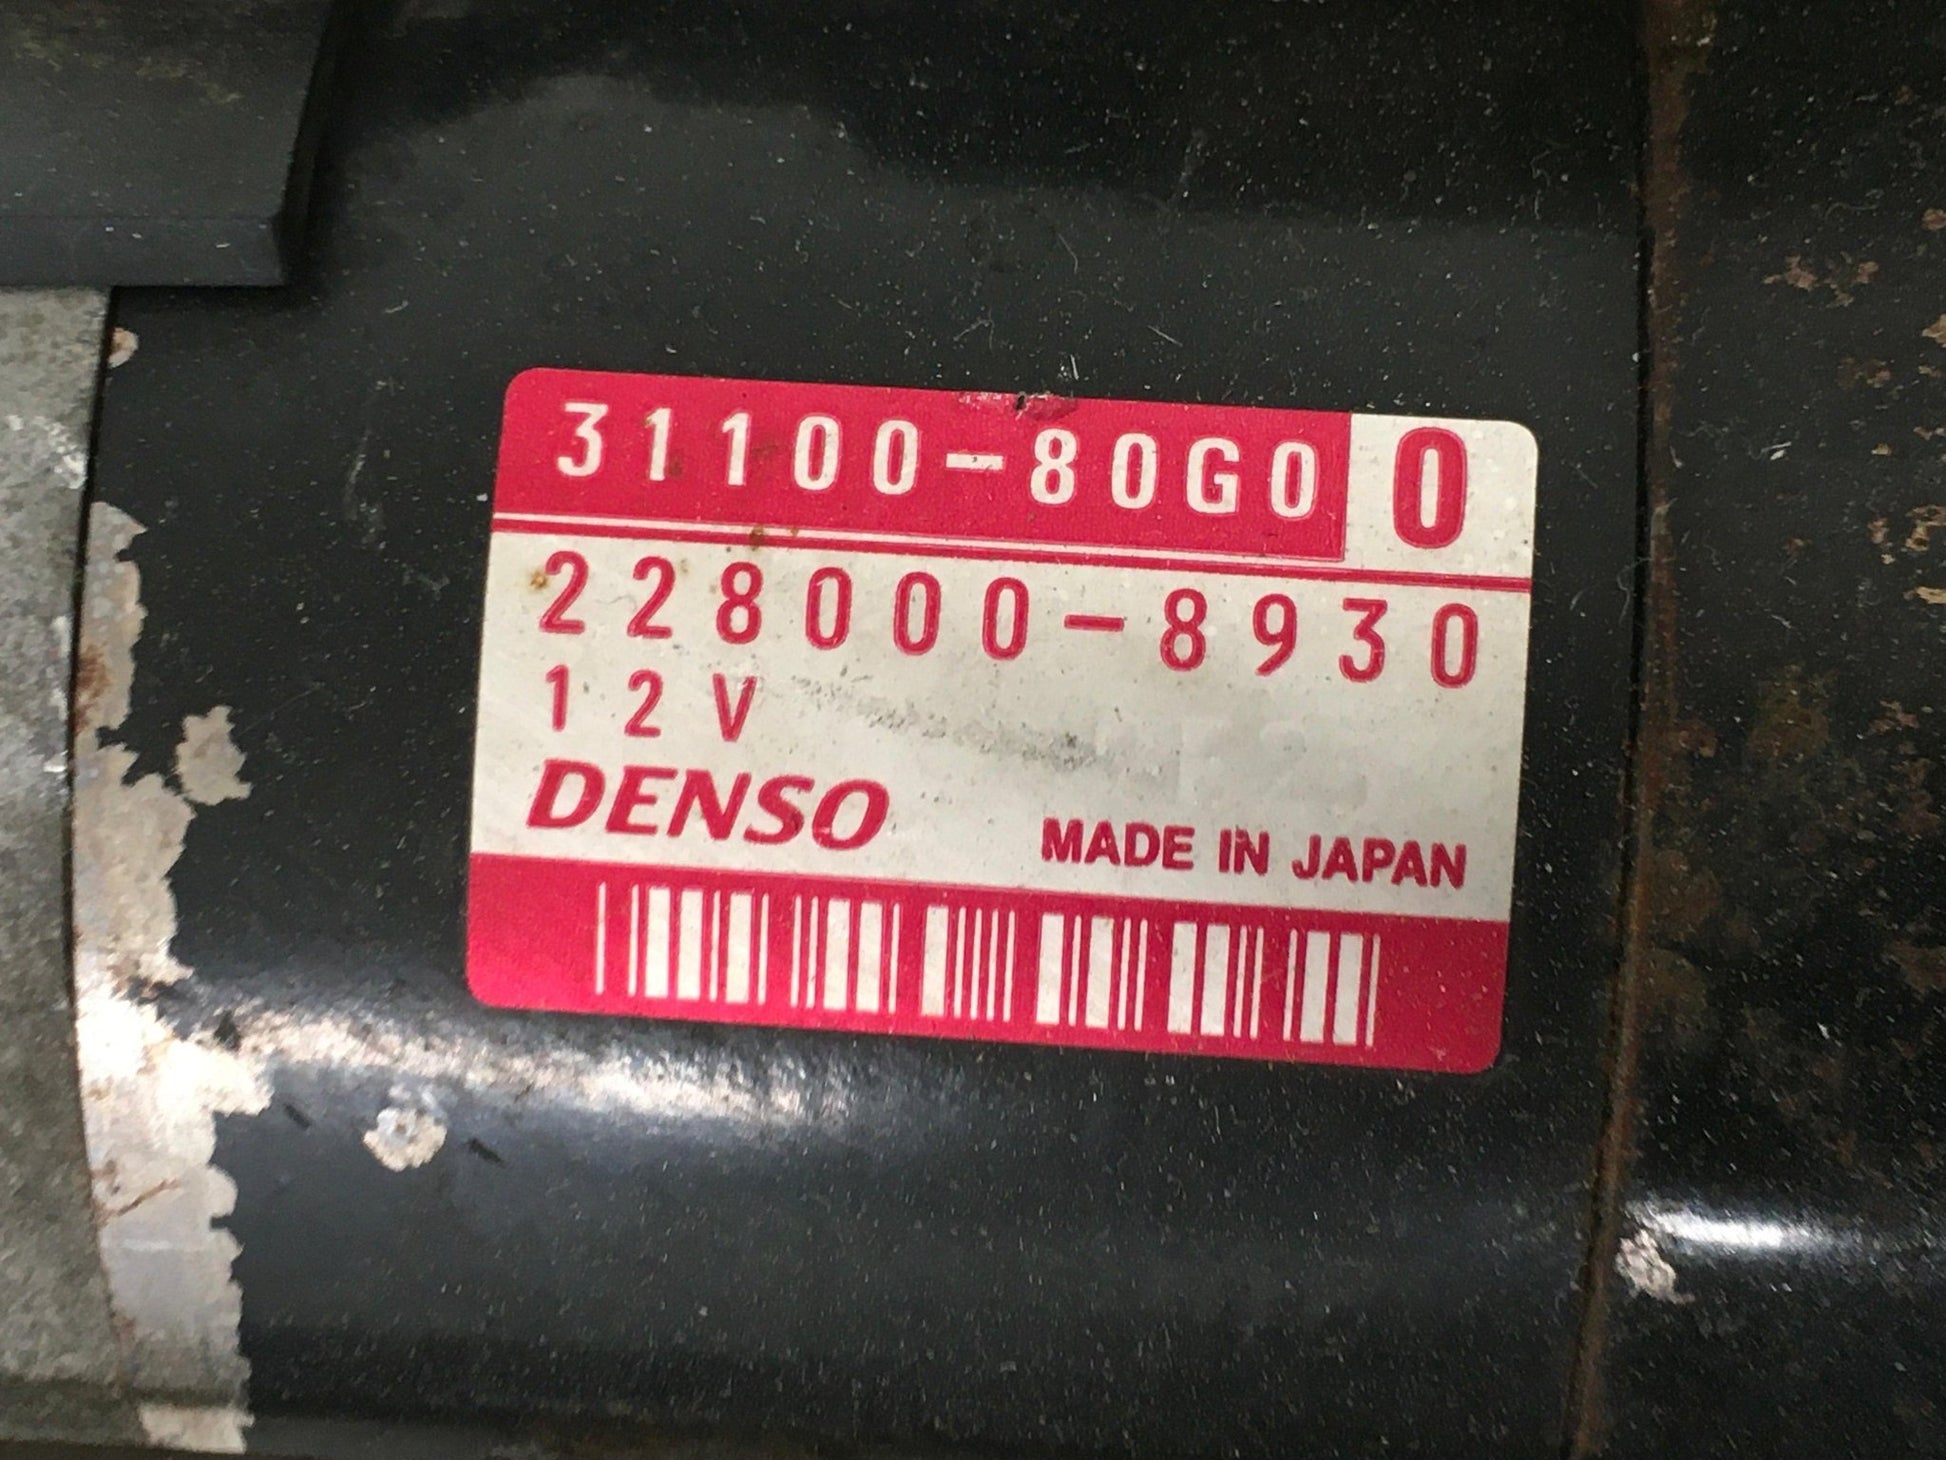 31100-80G0 0
228000-8930
12V
DENSO MADE IN JAPAN